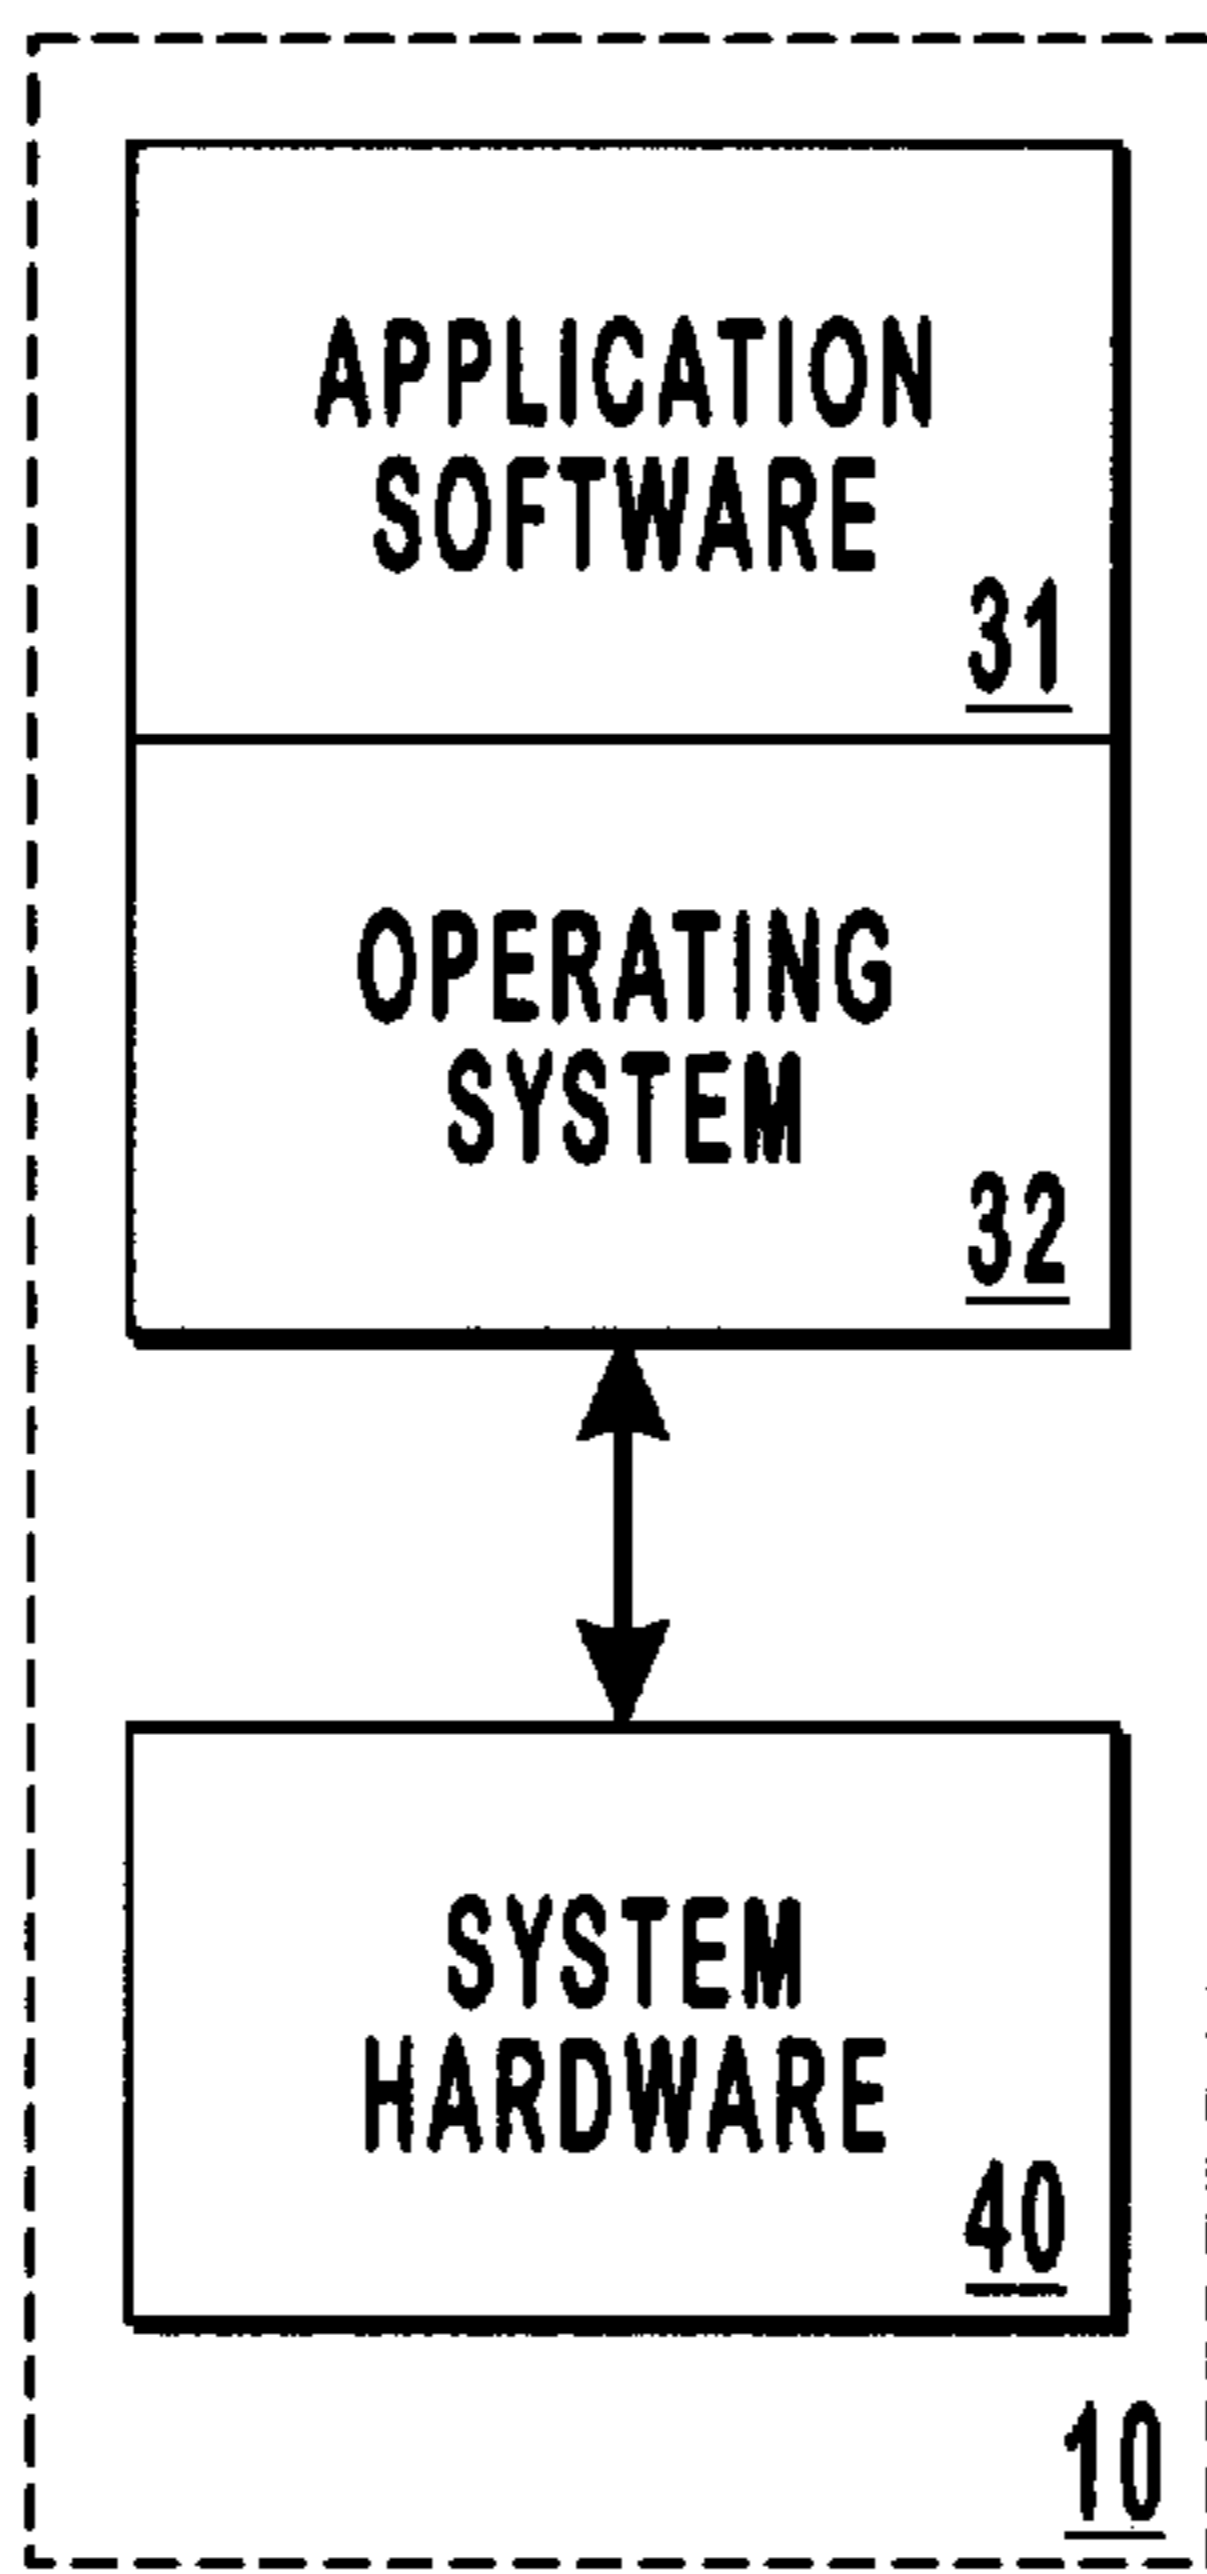 APPLICATION
SOFTWARE
31
OPERATING
SYSTEM
32
SYSTEM
HARDWARE
40
10